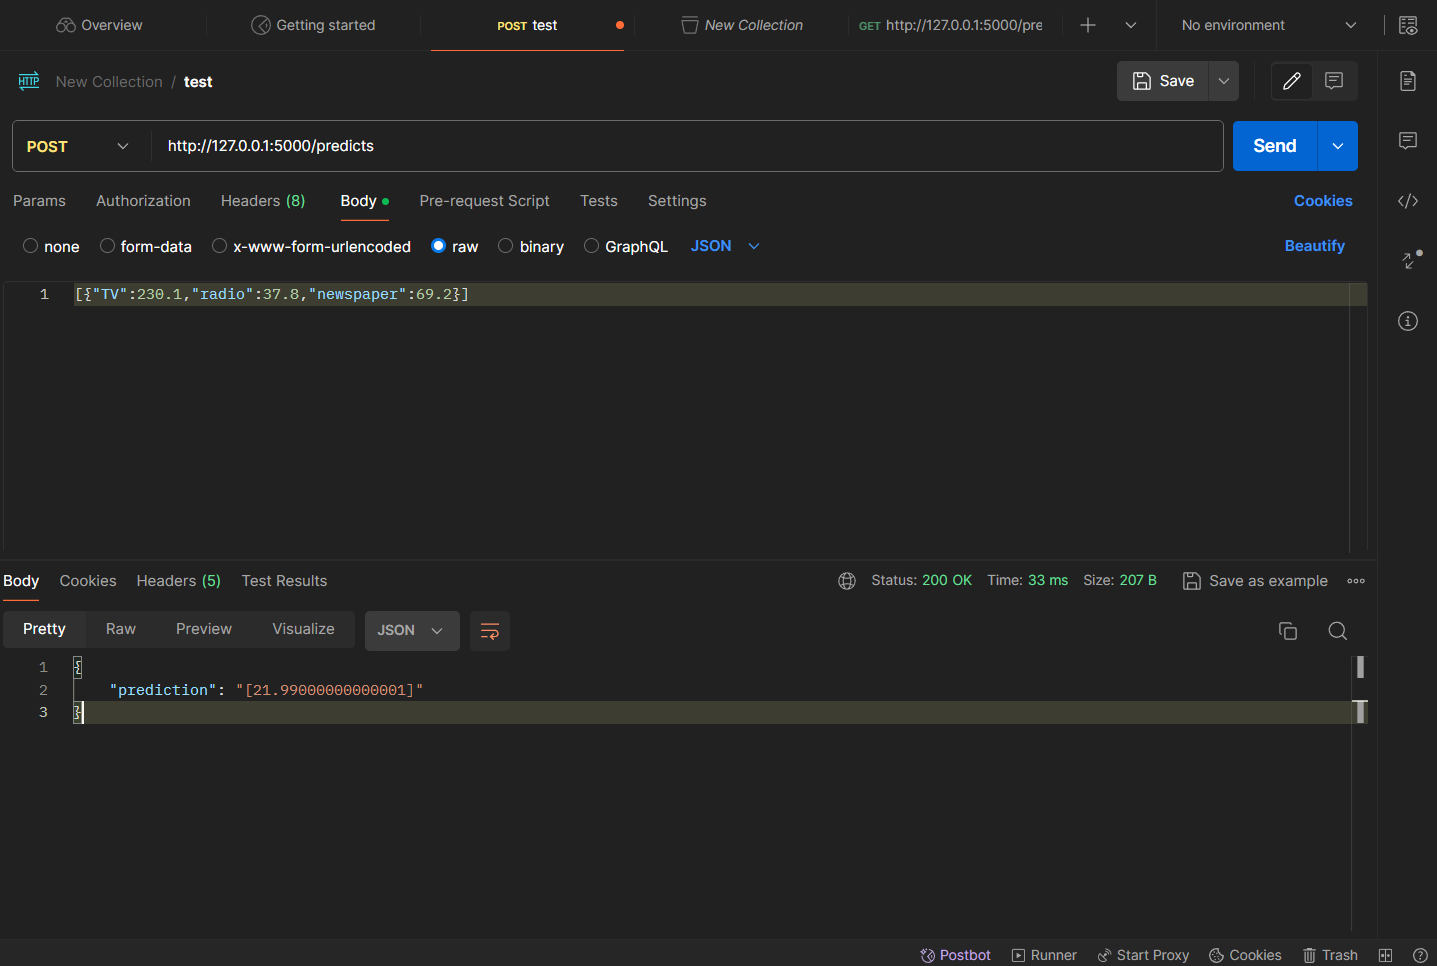 Overview Getting started POST test New Collection GET http://127.0.0.1:5000/pre No environment
HTTP New Collection / test Save
POST http://127.0.0.1:5000/predicts Send
Params Authorization Headers (8) Body Pre-request Script Tests Settings Cookies
none form-data x-www-form-urlencoded raw binary GraphQL JSON Beautify
1 [{"TV":230.1,"radio":37.8,"newspaper":69.2}]
Body Cookies Headers (5) Test Results Status: 200 OK Time: 33 ms Size: 207 B Save as example
Pretty Raw Preview Visualize JSON
1 {
2 "prediction": "[21.99000000000001]"
3 }
Postbot Runner Start Proxy Cookies Trash